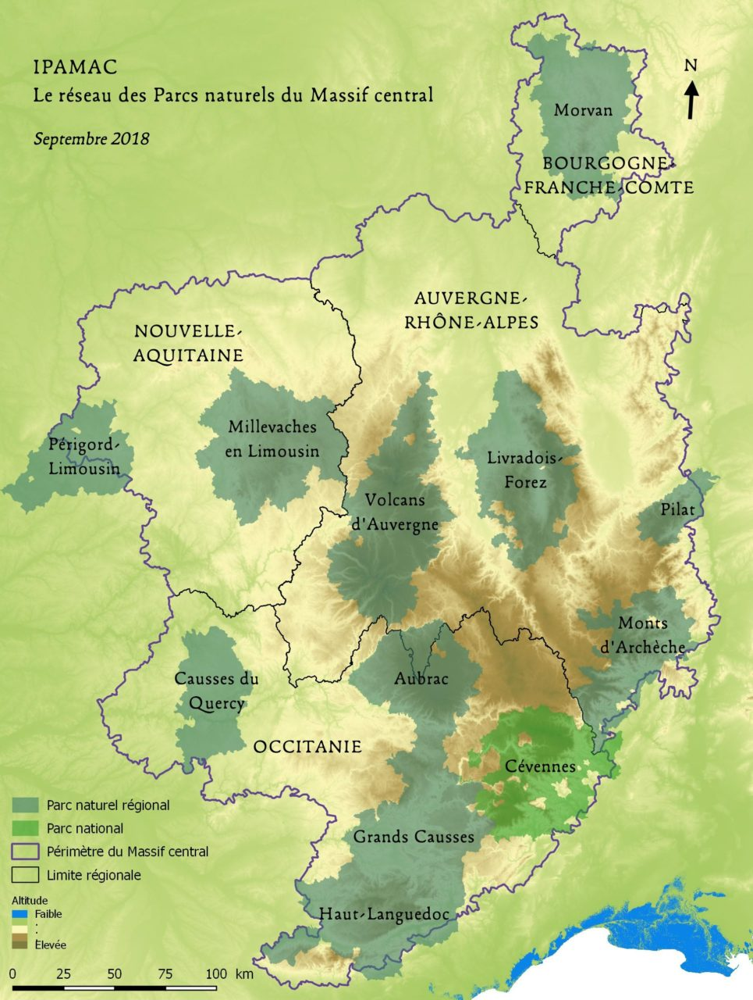 IPAMAC
Le réseau des Parcs naturels du Massif central
Septembre 2018
N
Morvan
BOURGOGNE-
FRANCHE-COMTE
AUVERGNE-
RHÔNE-ALPES
NOUVELLE-
AQUITAINE
Périgord-
Limousin
Millevaches
en Limousin
Volcans
d'Auvergne
Livradois-
Forez
Pilat
Monts
d'Archèche
Aubrac
Causses du
Quercy
OCCITANIE
Cévennes
Grands Causses
Haut-Languedoc
Parc naturel régional
Parc national
Périmètre du Massif central
Limite régionale
Altitude
Faible
:
:
Elevée
0 25 50 75 100 km